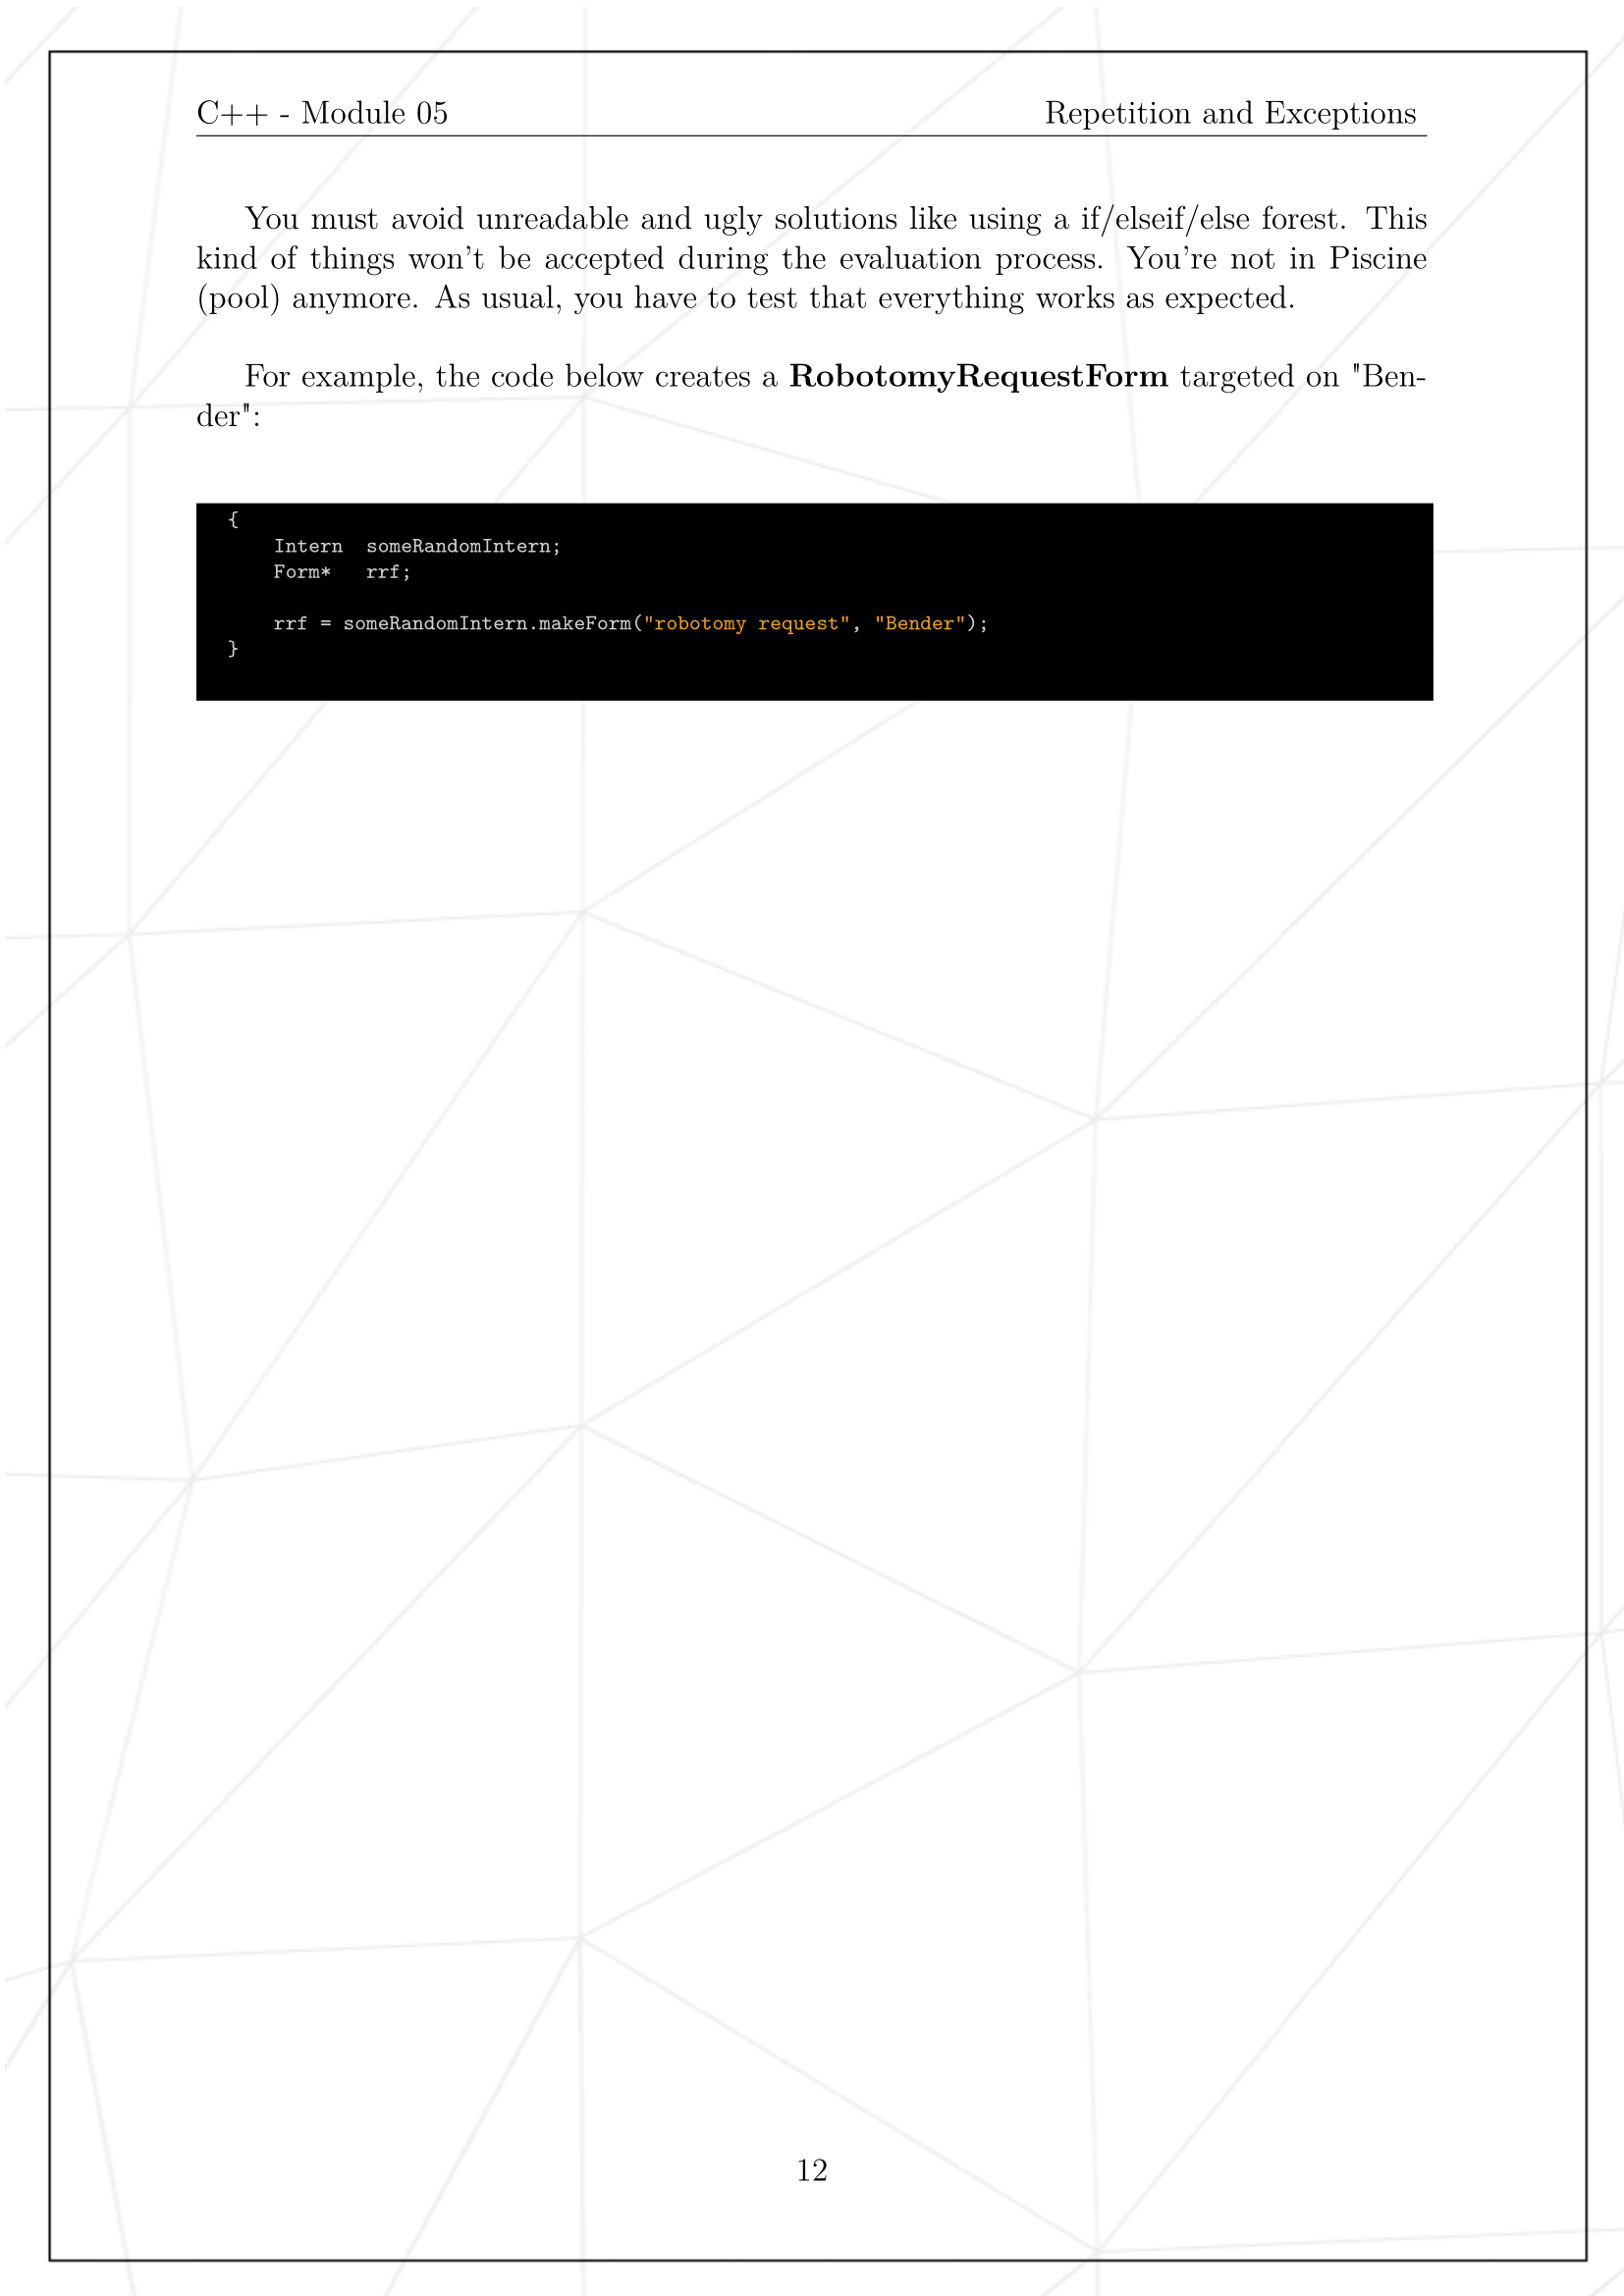 C++ - Module 05 Repetition and Exceptions
You must avoid unreadable and ugly solutions like using a if/elseif/else forest. This
kind of things won't be accepted during the evaluation process. You're not in Piscine
(pool) anymore. As usual, you have to test that everything works as expected.
For example, the code below creates a RobotomyRequestForm targeted on "Ben-
der":
{
    Intern  someRandomIntern;
    Form*   rrf;
    rrf = someRandomIntern.makeForm("robotomy request", "Bender");
}
12